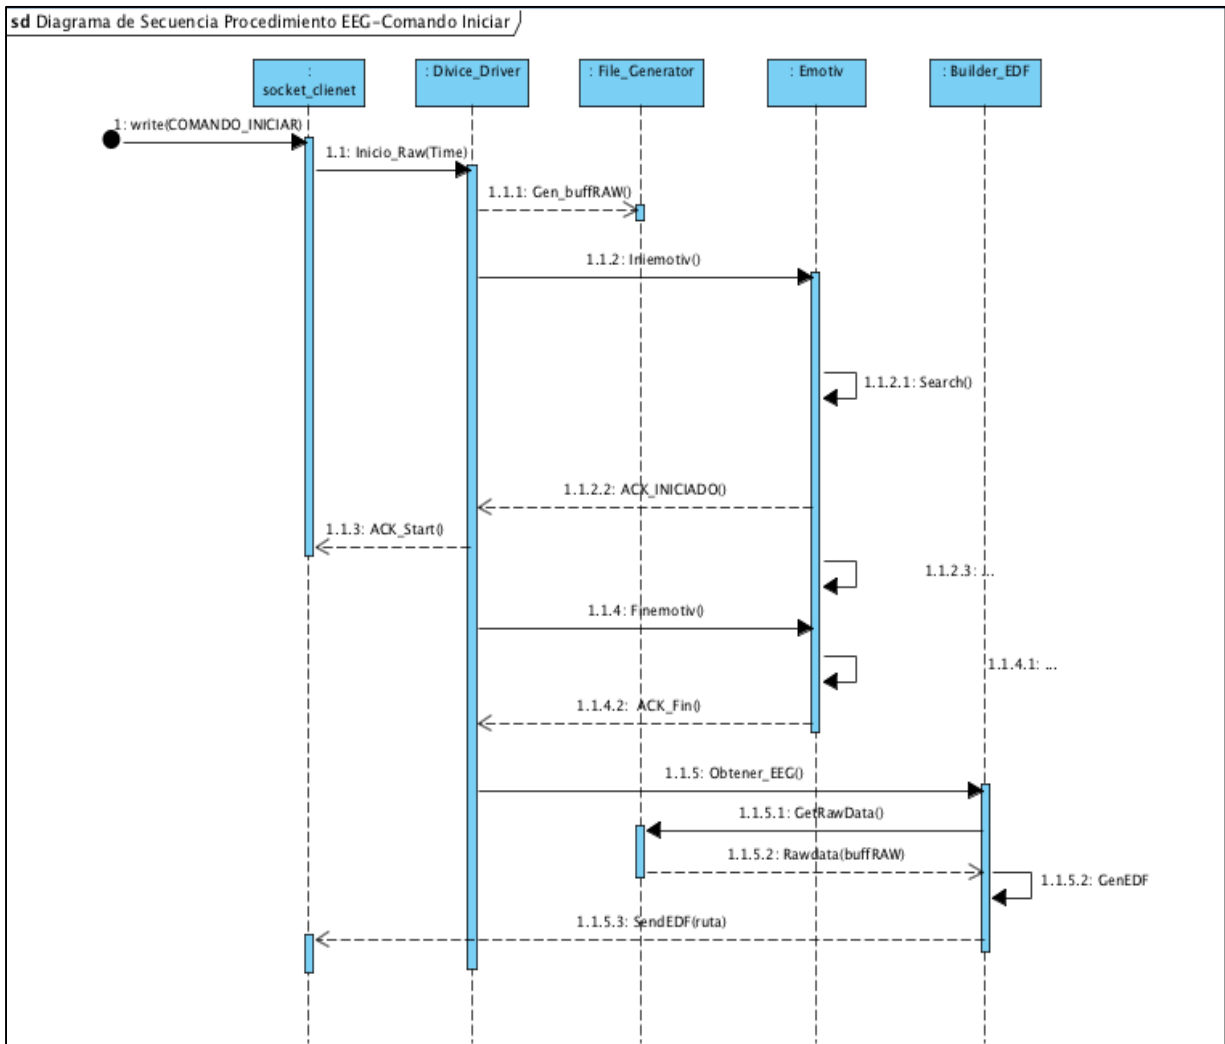 sd Diagrama de Secuencia Procedimiento EEG-Comando Iniciar
:
socket_clienet
: Divice_Driver
: File_Generator
: Emotiv
: Builder_EDF
1: write(COMANDO_INICIAR)
1.1: Inicio_Raw(Time)
1.1.1: Gen_buffRAW()
1.1.2: Iniemotiv()
1.1.2.1: Search()
1.1.2.2: ACK_INICIADO()
1.1.3: ACK_Start()
1.1.2.3: ...
1.1.4: Finemotiv()
1.1.4.1: ...
1.1.4.2: ACK_Fin()
1.1.5: Obtener_EEG()
1.1.5.1: GetRawData()
1.1.5.2: Rawdata(buffRAW)
1.1.5.2: GenEDF
1.1.5.3: SendEDF(ruta)